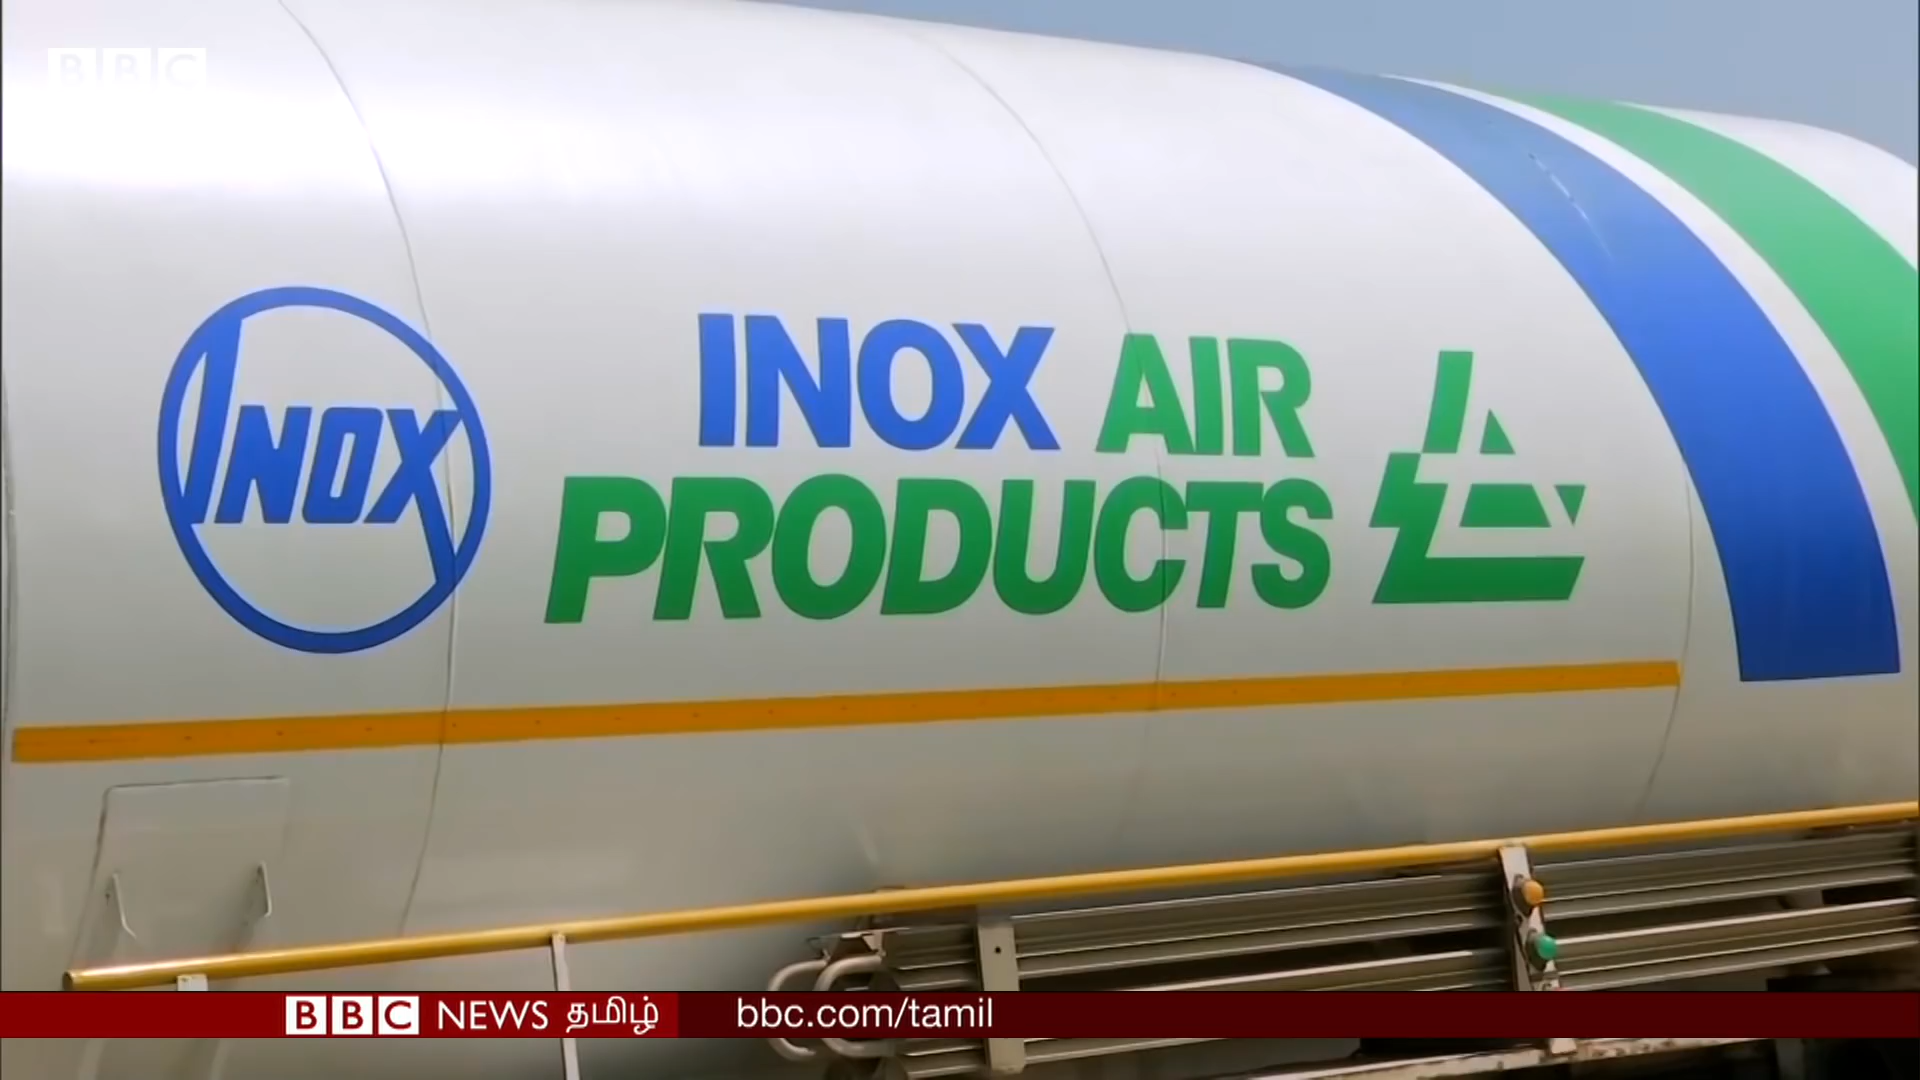 BBC
INOX
INOX AIR
PRODUCTS
BBC NEWS தமிழ் bbc.com/tamil